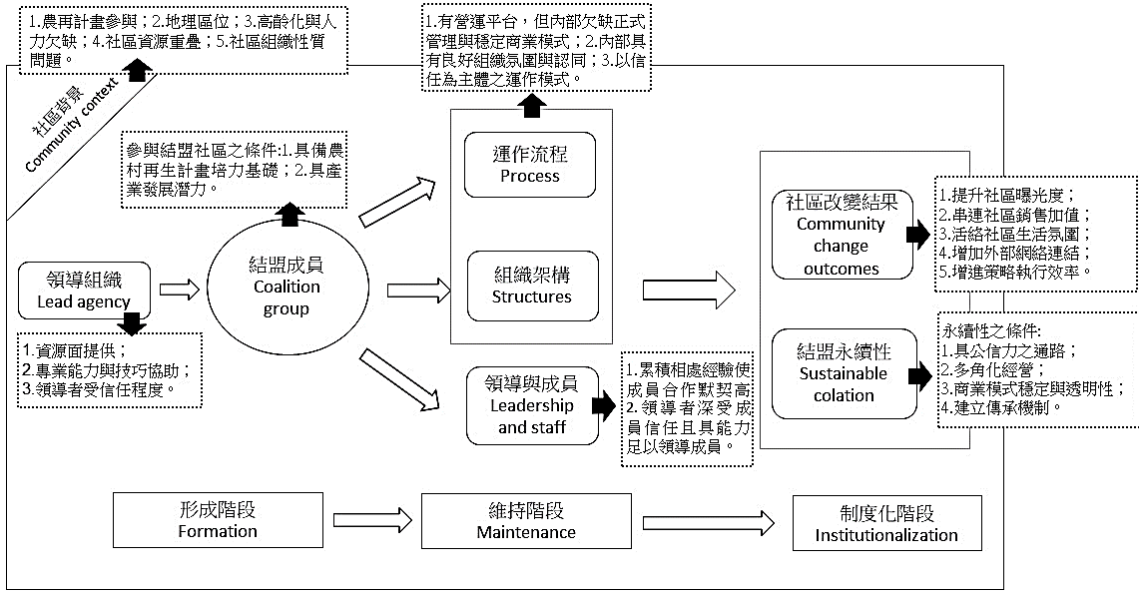 1.農再計畫參與；2.地理區位；3.高齡化與人
力欠缺；4.社區資源重疊；5.社區組織性質
問題。
1.有營運平台，但內部欠缺正式
管理與穩定商業模式；2.內部具
有良好組織氛圍與認同；3.以信
任為主體之運作模式。
社區背景
Community context
參與結盟社區之條件:1.具備農
村再生計畫培力基礎；2.具產
業發展潛力。
運作流程
Process
領導組織
Lead agency
結盟成員
Coalition
group
組織架構
Structures
社區改變結果
Community
change
outcomes
1.提升社區曝光度；
2.串連社區銷售加值；
3.活絡社區生活氛圍；
4.增加外部網絡連結；
5.增進策略執行效率。
1.資源面提供；
2.專業能力與技巧協助；
3.領導者受信任程度。
領導與成員
Leadership
and staff
1.累積相處經驗使
成員合作默契高
2.領導者深受成
員信任且具能力
足以領導成員。
結盟永續性
Sustainable
colation
永續性之條件:
1.具公信力之通路；
2.多角化經營；
3.商業模式穩定與透明性；
4.建立傳承機制。
形成階段
Formation
維持階段
Maintenance
制度化階段
Institutionalization